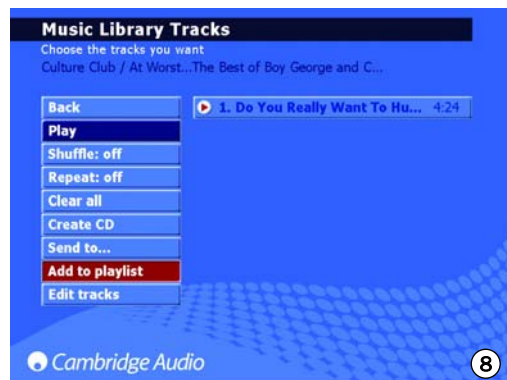 Music Library Tracks
Choose the tracks you want
Culture Club / At Worst...The Best of Boy George and C...
Back
1. Do You Really Want To Hu... 4:24
Play
Shuffle: off
Repeat: off
Clear all
Create CD
Send to...
Add to playlist
Edit tracks
Cambridge Audio
8